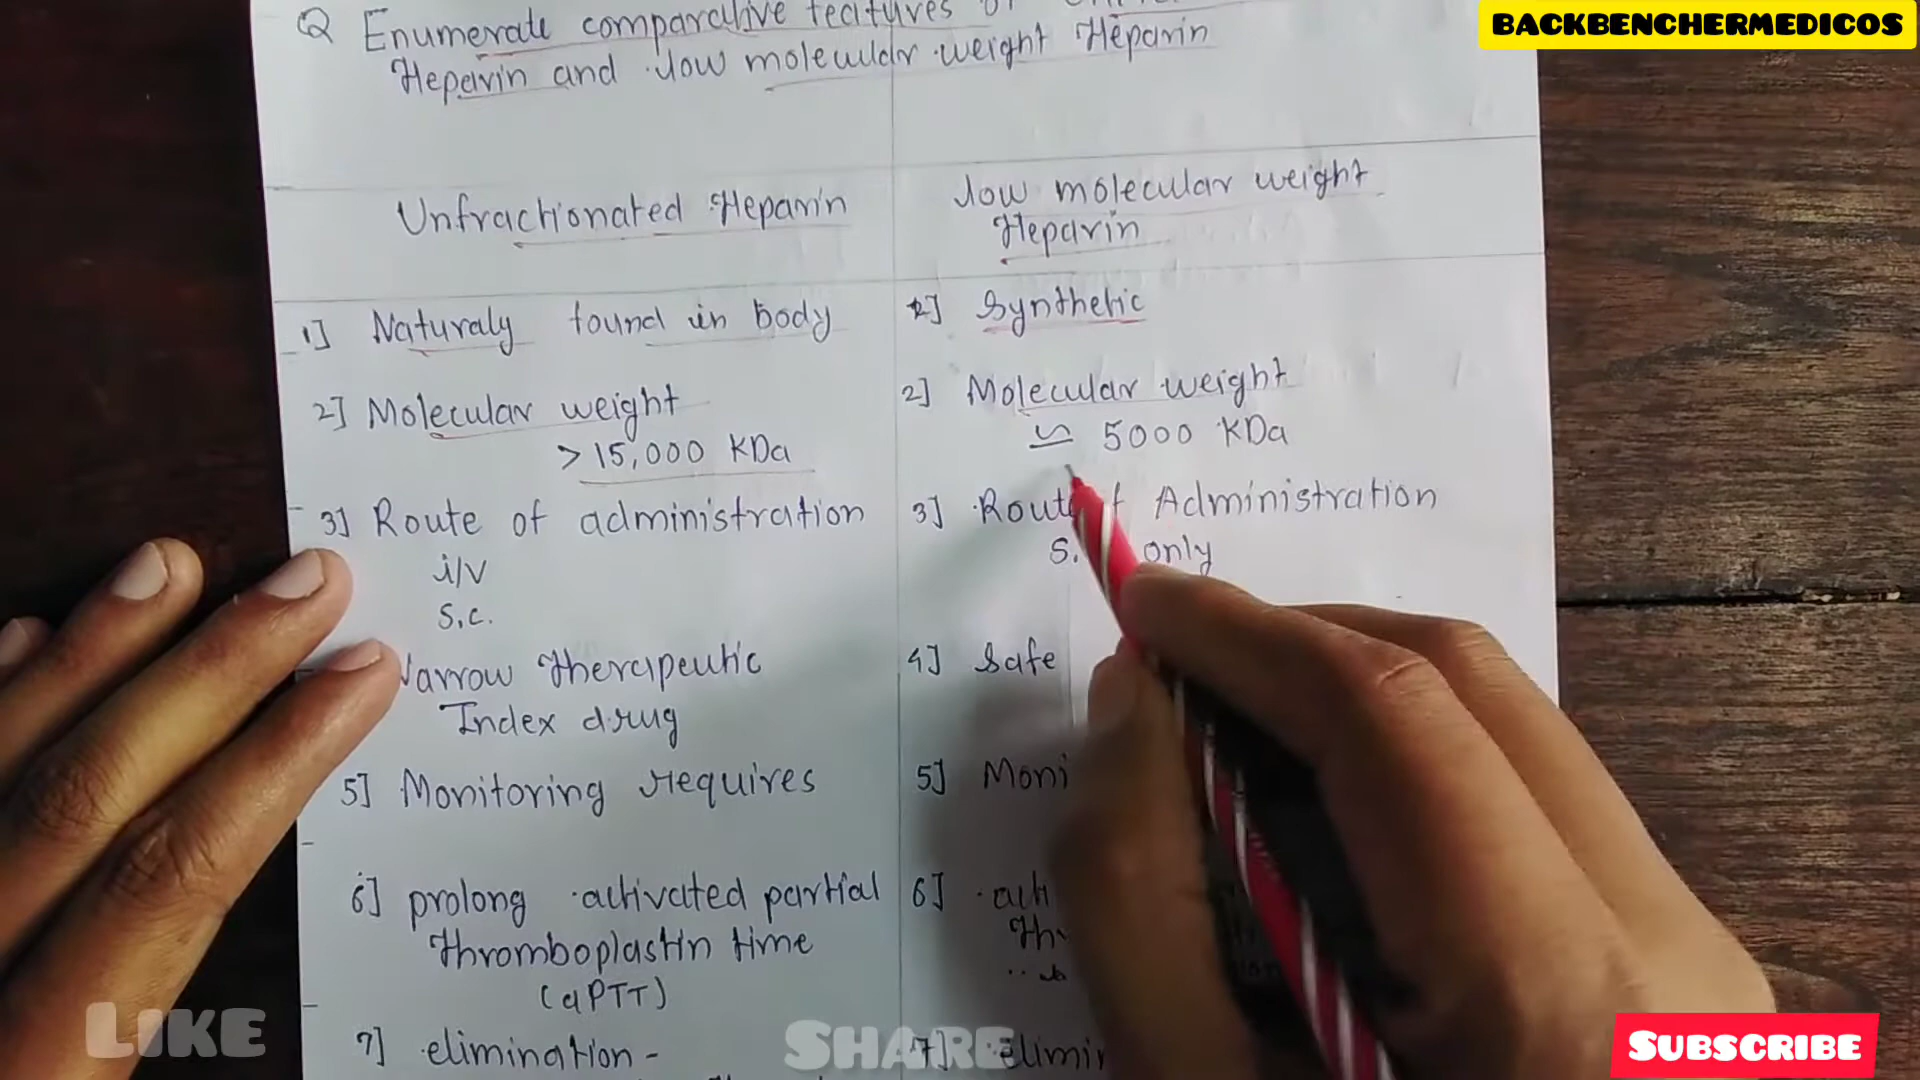 BACKBENCHERMEDICOS
Q Enumerate comparative features of
Heparin and low molecular weight Heparin
Unfractionated Heparin
low molecular weight
Heparin
1] Naturaly found in body
1] Synthetic
2] Molecular weight
> 15,000 KDa
2] Molecular weight
≃ 5000 KDa
3] Route of administration
i/v
s.c.
3] Route of Administration
S. only
Narrow Therapeutic
Index drug
4] Safe
5] Monitoring requires
5] Moni
6] prolong activated partial
Thromboplastin time
(aPTT)
6] acti
Th
7] elimination -
7] elimin
LIKE
SHARE
SUBSCRIBE